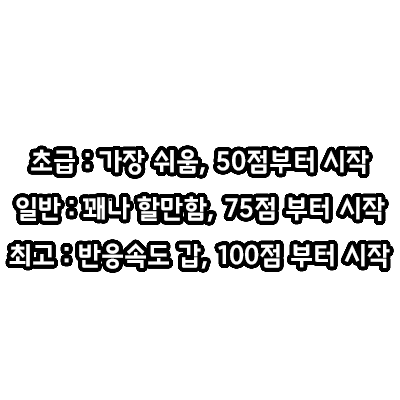 초급 : 가장 쉬움, 50점부터 시작
일반 : 꽤나 할만함, 75점 부터 시작
최고 : 반응속도 갑, 100점 부터 시작